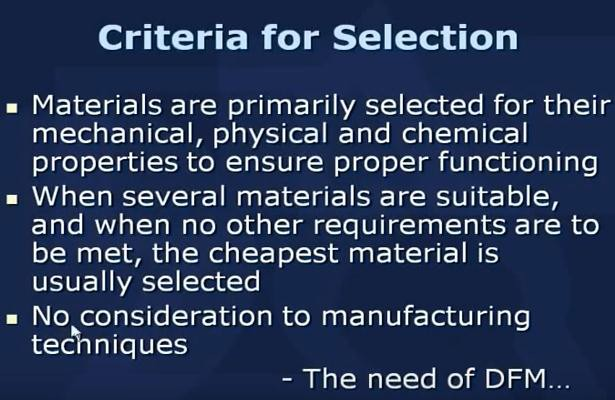 Criteria for Selection
Materials are primarily selected for their
mechanical, physical and chemical
properties to ensure proper functioning
When several materials are suitable,
and when no other requirements are to
be met, the cheapest material is
usually selected
No consideration to manufacturing
techniques
- The need of DFM...